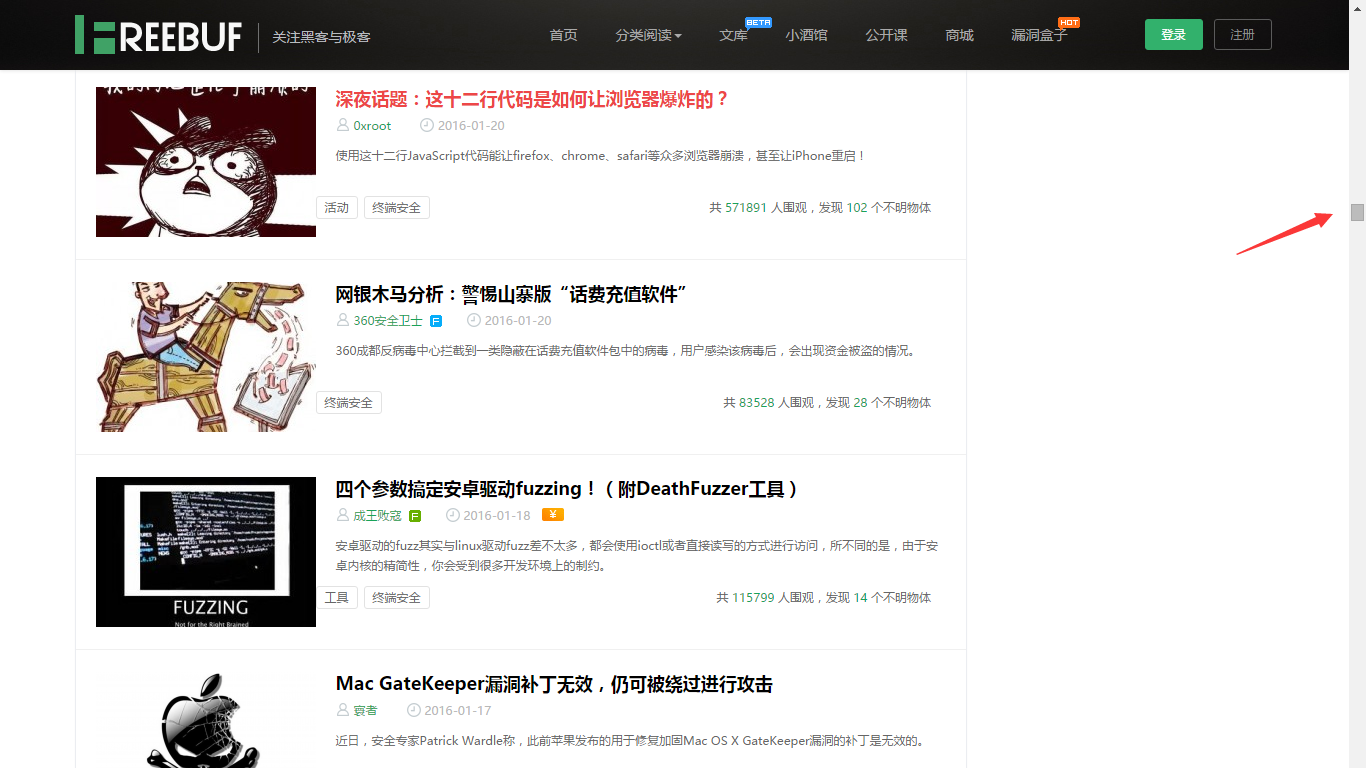 FREEBUF
关注黑客与极客
首页 分类阅读 文库 BETA 小酒馆 公开课 商城 漏洞盒子 HOT 登录 注册
深夜话题：这十二行代码是如何让浏览器爆炸的？
0xroot 2016-01-20
使用这十二行JavaScript代码能让firefox、chrome、safari等众多浏览器崩溃，甚至让iPhone重启！
活动 终端安全 共 571891 人围观，发现 102 个不明物体
网银木马分析：警惕山寨版“话费充值软件”
360安全卫士 F 2016-01-20
360成都反病毒中心拦截到一类隐蔽在话费充值软件包中的病毒，用户感染该病毒后，会出现资金被盗的情况。
终端安全 共 83528 人围观，发现 28 个不明物体
四个参数搞定安卓驱动fuzzing！（附DeathFuzzer工具）
成王败寇 F 2016-01-18 ¥
安卓驱动的fuzz其实与linux驱动fuzz差不太多，都会使用ioctl或者直接读写的方式进行访问，所不同的是，由于安
卓内核的精简性，你会受到很多开发环境上的制约。
FUZZING
Not for the Right Brained
工具 终端安全 共 115799 人围观，发现 14 个不明物体
Mac GateKeeper漏洞补丁无效，仍可被绕过进行攻击
2016-01-17
近日，安全专家Patrick Wardle称，此前苹果发布的用于修复加固Mac OS X GateKeeper漏洞的补丁是无效的。